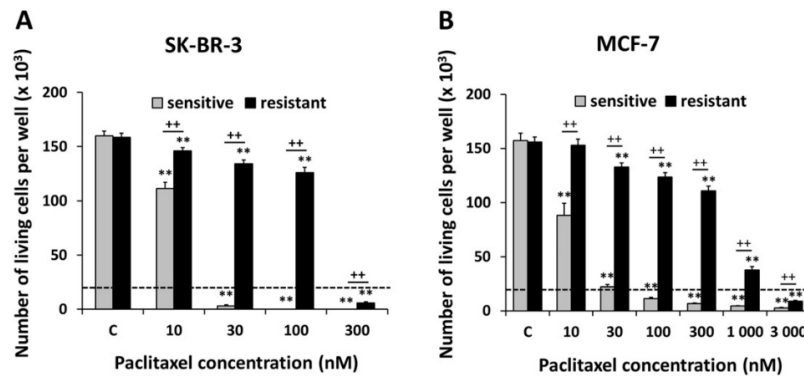 A
SK-BR-3
Number of living cells per well (x 10³)
200
150
100
50
0
sensitive resistant
++ ++ ++ ++
** ** ** ** ** ** ** **
C 10 30 100 300
Paclitaxel concentration (nM)
B
MCF-7
Number of living cells per well (x 10³)
200
150
100
50
0
sensitive resistant
++ ++ ++ ++ ++ ++
** ** ** ** ** ** ** ** ** ** **
C 10 30 100 300 1 000 3 000
Paclitaxel concentration (nM)